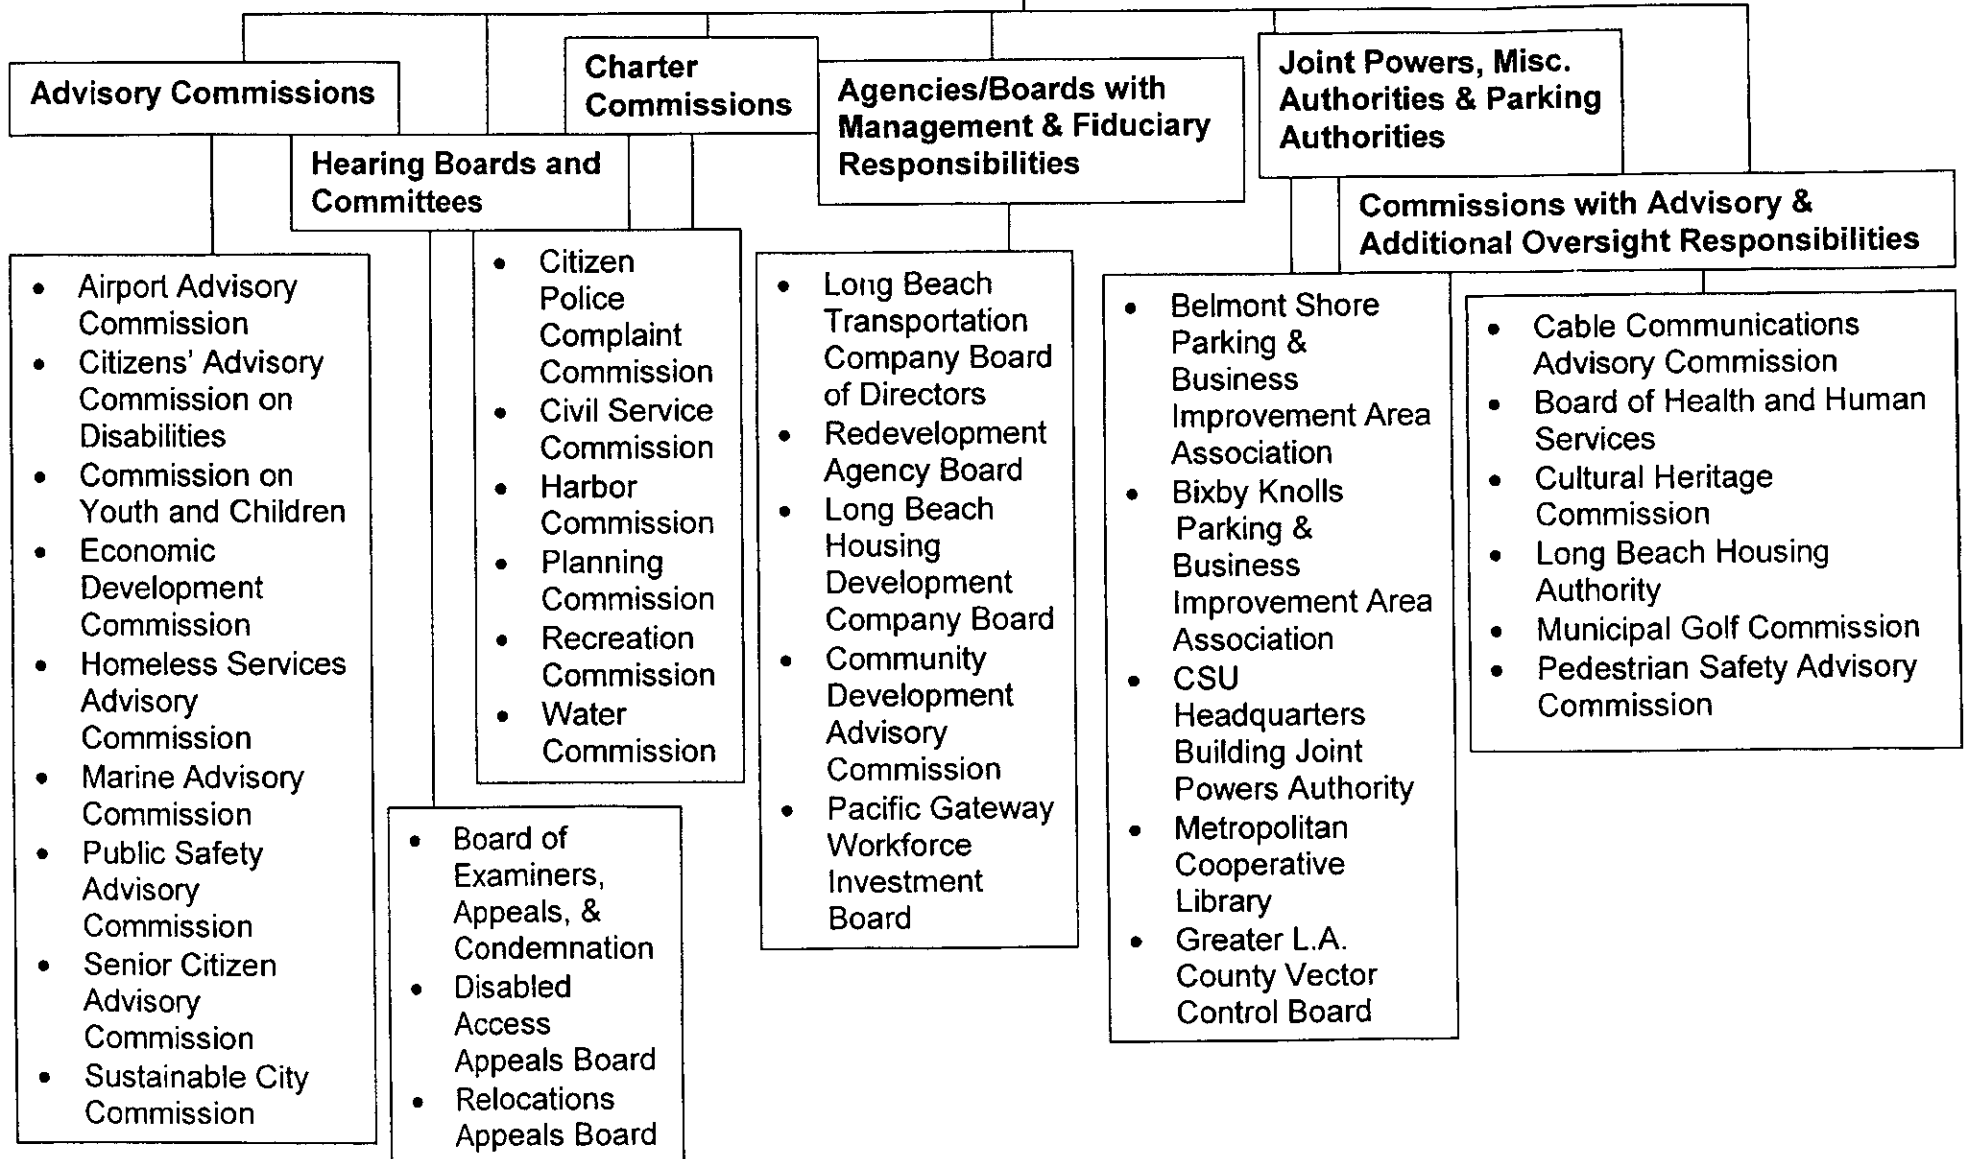 Advisory Commissions
Hearing Boards and
Committees
Charter
Commissions
Agencies/Boards with
Management & Fiduciary
Responsibilities
Joint Powers, Misc.
Authorities & Parking
Authorities
Commissions with Advisory &
Additional Oversight Responsibilities
• Airport Advisory
Commission
• Citizens' Advisory
Commission on
Disabilities
• Commission on
Youth and Children
• Economic
Development
Commission
• Homeless Services
Advisory
Commission
• Marine Advisory
Commission
• Public Safety
Advisory
Commission
• Senior Citizen
Advisory
Commission
• Sustainable City
Commission
• Board of
Examiners,
Appeals, &
Condemnation
• Disabled
Access
Appeals Board
• Relocations
Appeals Board
• Citizen
Police
Complaint
Commission
• Civil Service
Commission
• Harbor
Commission
• Planning
Commission
• Recreation
Commission
• Water
Commission
• Long Beach
Transportation
Company Board
of Directors
• Redevelopment
Agency Board
• Long Beach
Housing
Development
Company Board
• Community
Development
Advisory
Commission
• Pacific Gateway
Workforce
Investment
Board
• Belmont Shore
Parking &
Business
Improvement Area
Association
• Bixby Knolls
Parking &
Business
Improvement Area
Association
• CSU
Headquarters
Building Joint
Powers Authority
• Metropolitan
Cooperative
Library
• Greater L.A.
County Vector
Control Board
• Cable Communications
Advisory Commission
• Board of Health and Human
Services
• Cultural Heritage
Commission
• Long Beach Housing
Authority
• Municipal Golf Commission
• Pedestrian Safety Advisory
Commission